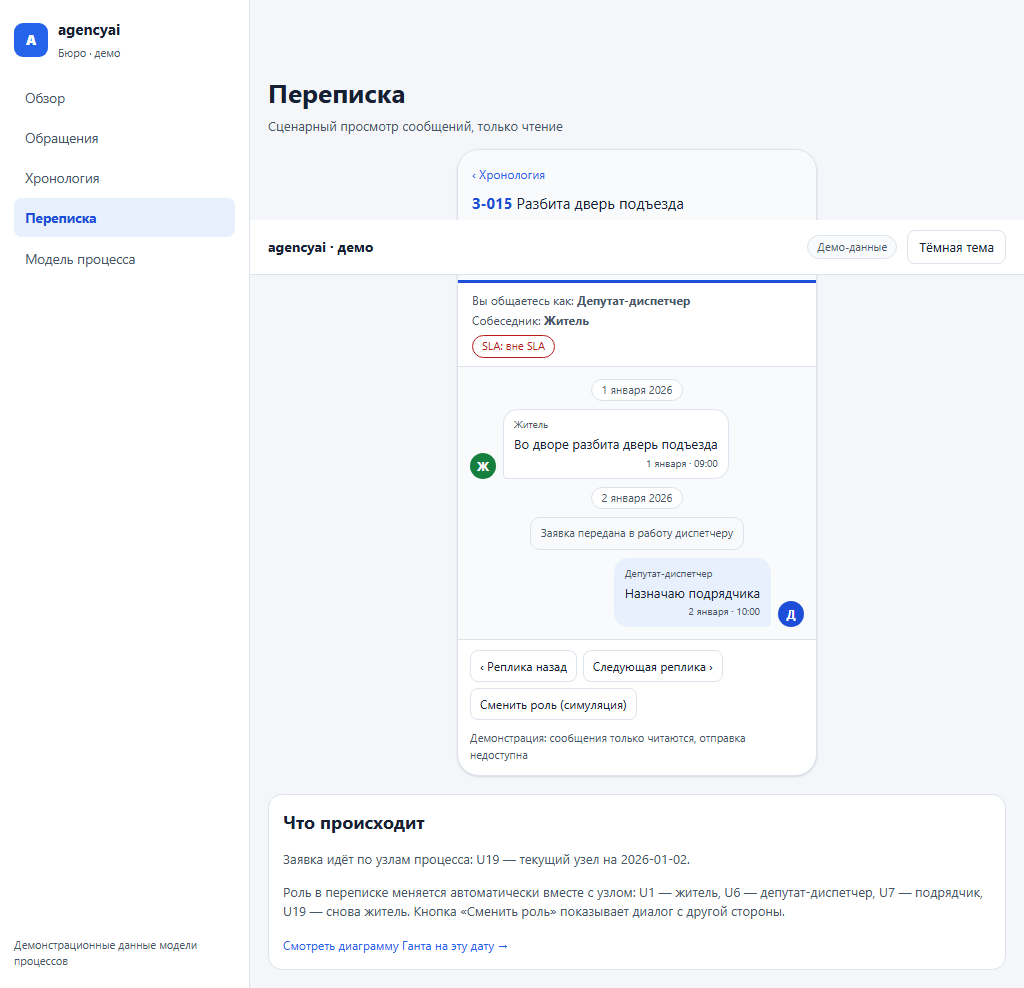 A
agencyai
Бюро · демо
Обзор
Обращения
Хронология
Переписка
Модель процесса
Демонстрационные данные модели
процессов
Переписка
Сценарный просмотр сообщений, только чтение
‹ Хронология
З-015 Разбита дверь подъезда
agencyai · демо
Демо-данные
Тёмная тема
Вы общаетесь как: Депутат-диспетчер
Собеседник: Житель
SLA: вне SLA
1 января 2026
Житель
Во дворе разбита дверь подъезда
1 января · 09:00
Ж
2 января 2026
Заявка передана в работу диспетчеру
Депутат-диспетчер
Назначаю подрядчика
2 января · 10:00
Д
‹ Реплика назад
Следующая реплика ›
Сменить роль (симуляция)
Демонстрация: сообщения только читаются, отправка
недоступна
Что происходит
Заявка идёт по узлам процесса: U19 — текущий узел на 2026-01-02.
Роль в переписке меняется автоматически вместе с узлом: U1 — житель, U6 — депутат-диспетчер, U7 — подрядчик,
U19 — снова житель. Кнопка «Сменить роль» показывает диалог с другой стороны.
Смотреть диаграмму Ганта на эту дату →